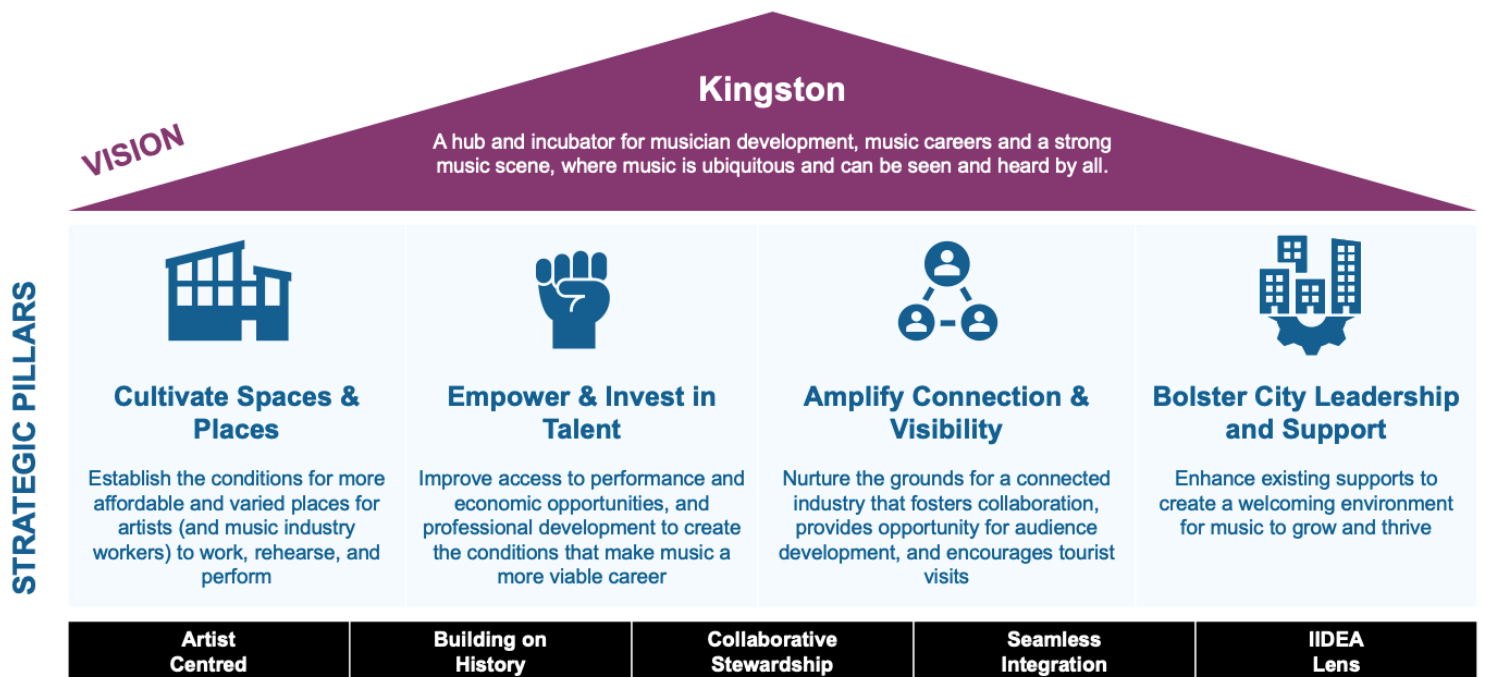 Kingston
VISION
A hub and incubator for musician development, music careers and a strong
music scene, where music is ubiquitous and can be seen and heard by all.
STRATEGIC PILLARS
Cultivate Spaces &
Places
Establish the conditions for more
affordable and varied places for
artists (and music industry
workers) to work, rehearse, and
perform
Empower & Invest in
Talent
Improve access to performance and
economic opportunities, and
professional development to create
the conditions that make music a
more viable career
Amplify Connection &
Visibility
Nurture the grounds for a connected
industry that fosters collaboration,
provides opportunity for audience
development, and encourages tourist
visits
Bolster City Leadership
and Support
Enhance existing supports to
create a welcoming environment
for music to grow and thrive
Artist
Centred
Building on
History
Collaborative
Stewardship
Seamless
Integration
IIDEA
Lens